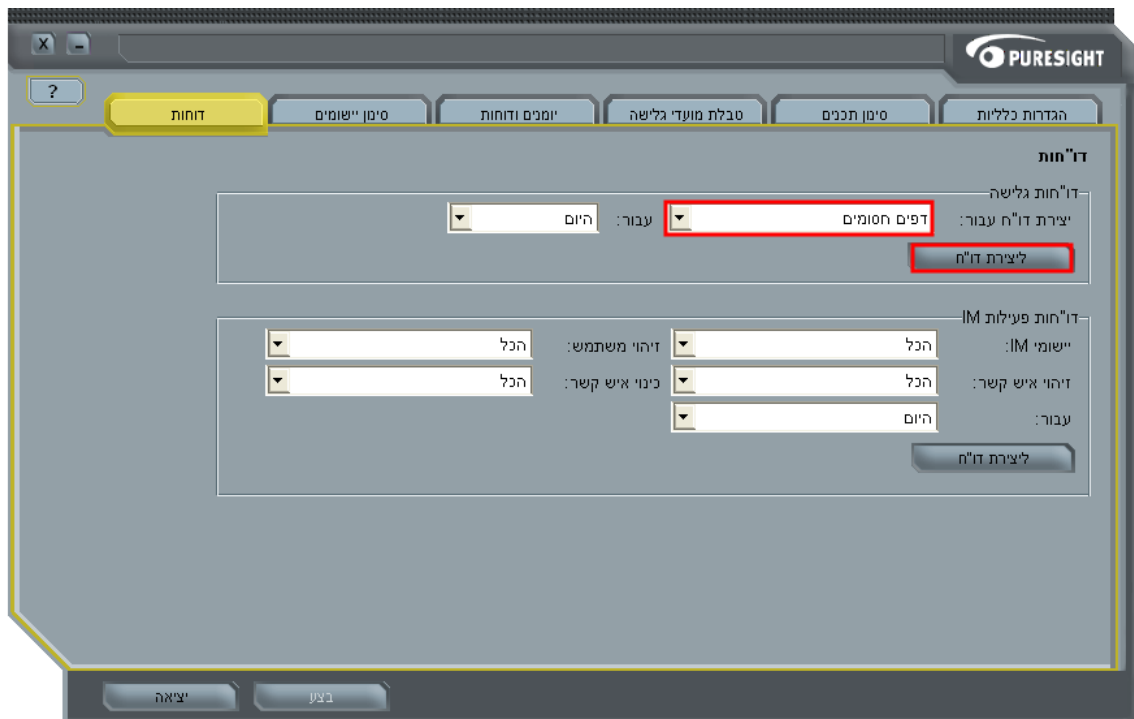 X -
PURESIGHT
?
הגדרות כלליות
סינון תכנים
טבלת מועדי גלישה
יומנים ודוחות
סינון יישומים
דוחות
דו"חות
דו"חות גלישה
יצירת דו"ח עבור: דפים חסומים עבור: היום
ליצירת דו"ח
דו"חות פעילות IM
יישומי IM: הכל זיהוי משתמש: הכל
זיהוי איש קשר: הכל כינוי איש קשר: הכל
עבור: היום
ליצירת דו"ח
בצע
יציאה